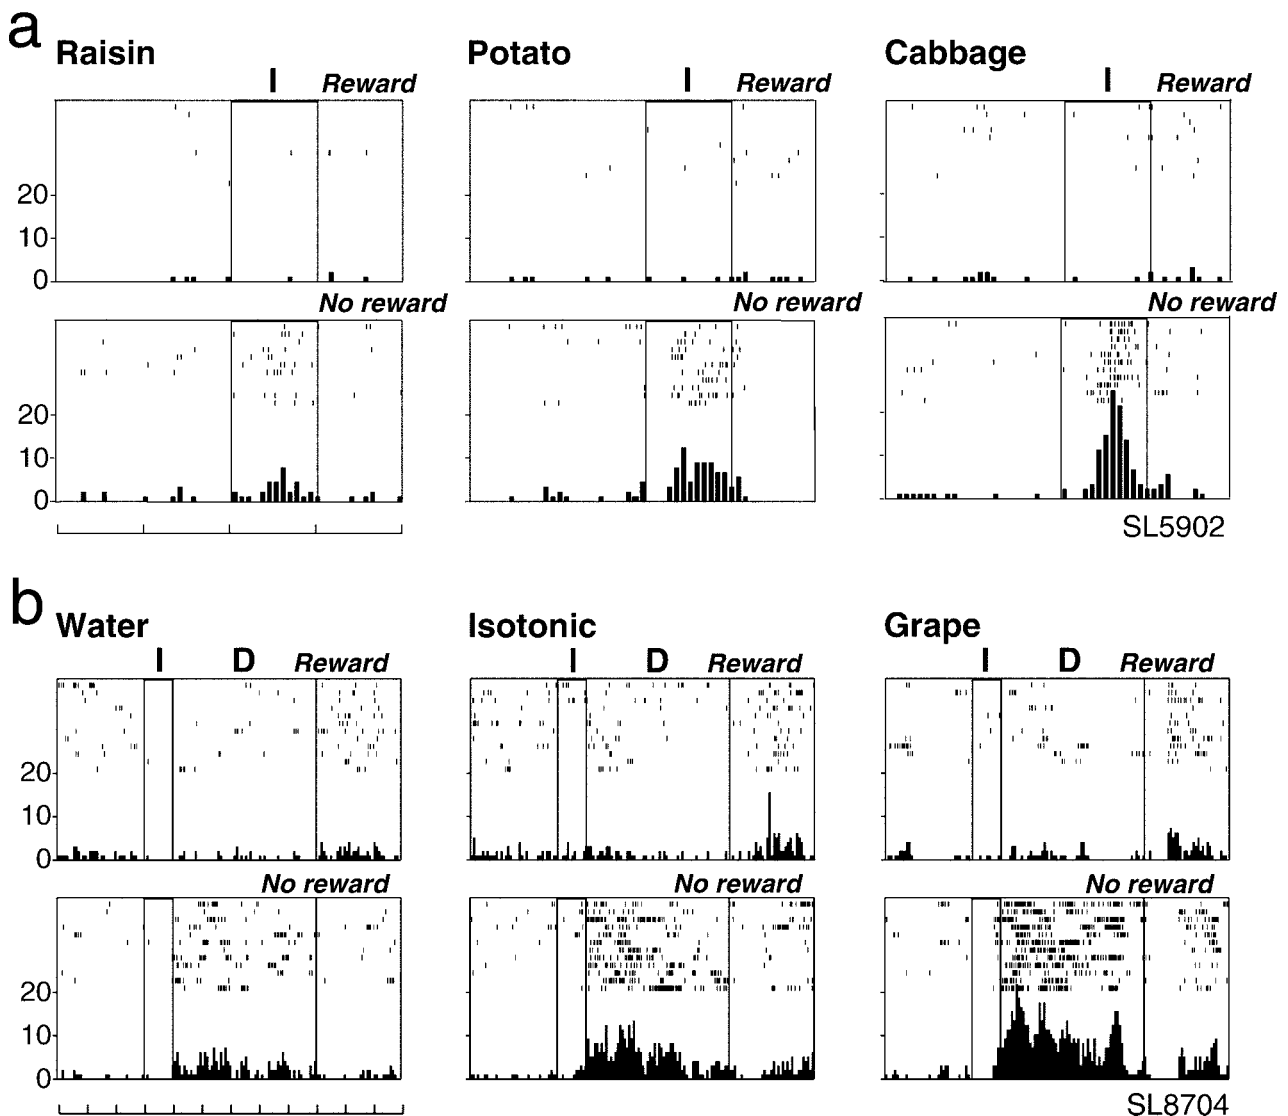 a
Raisin Potato Cabbage
I Reward I Reward I Reward
20
10
0
No reward No reward No reward
20
10
0
SL5902
b
Water Isotonic Grape
I D Reward I D Reward I D Reward
20
10
0
No reward No reward No reward
20
10
0
SL8704